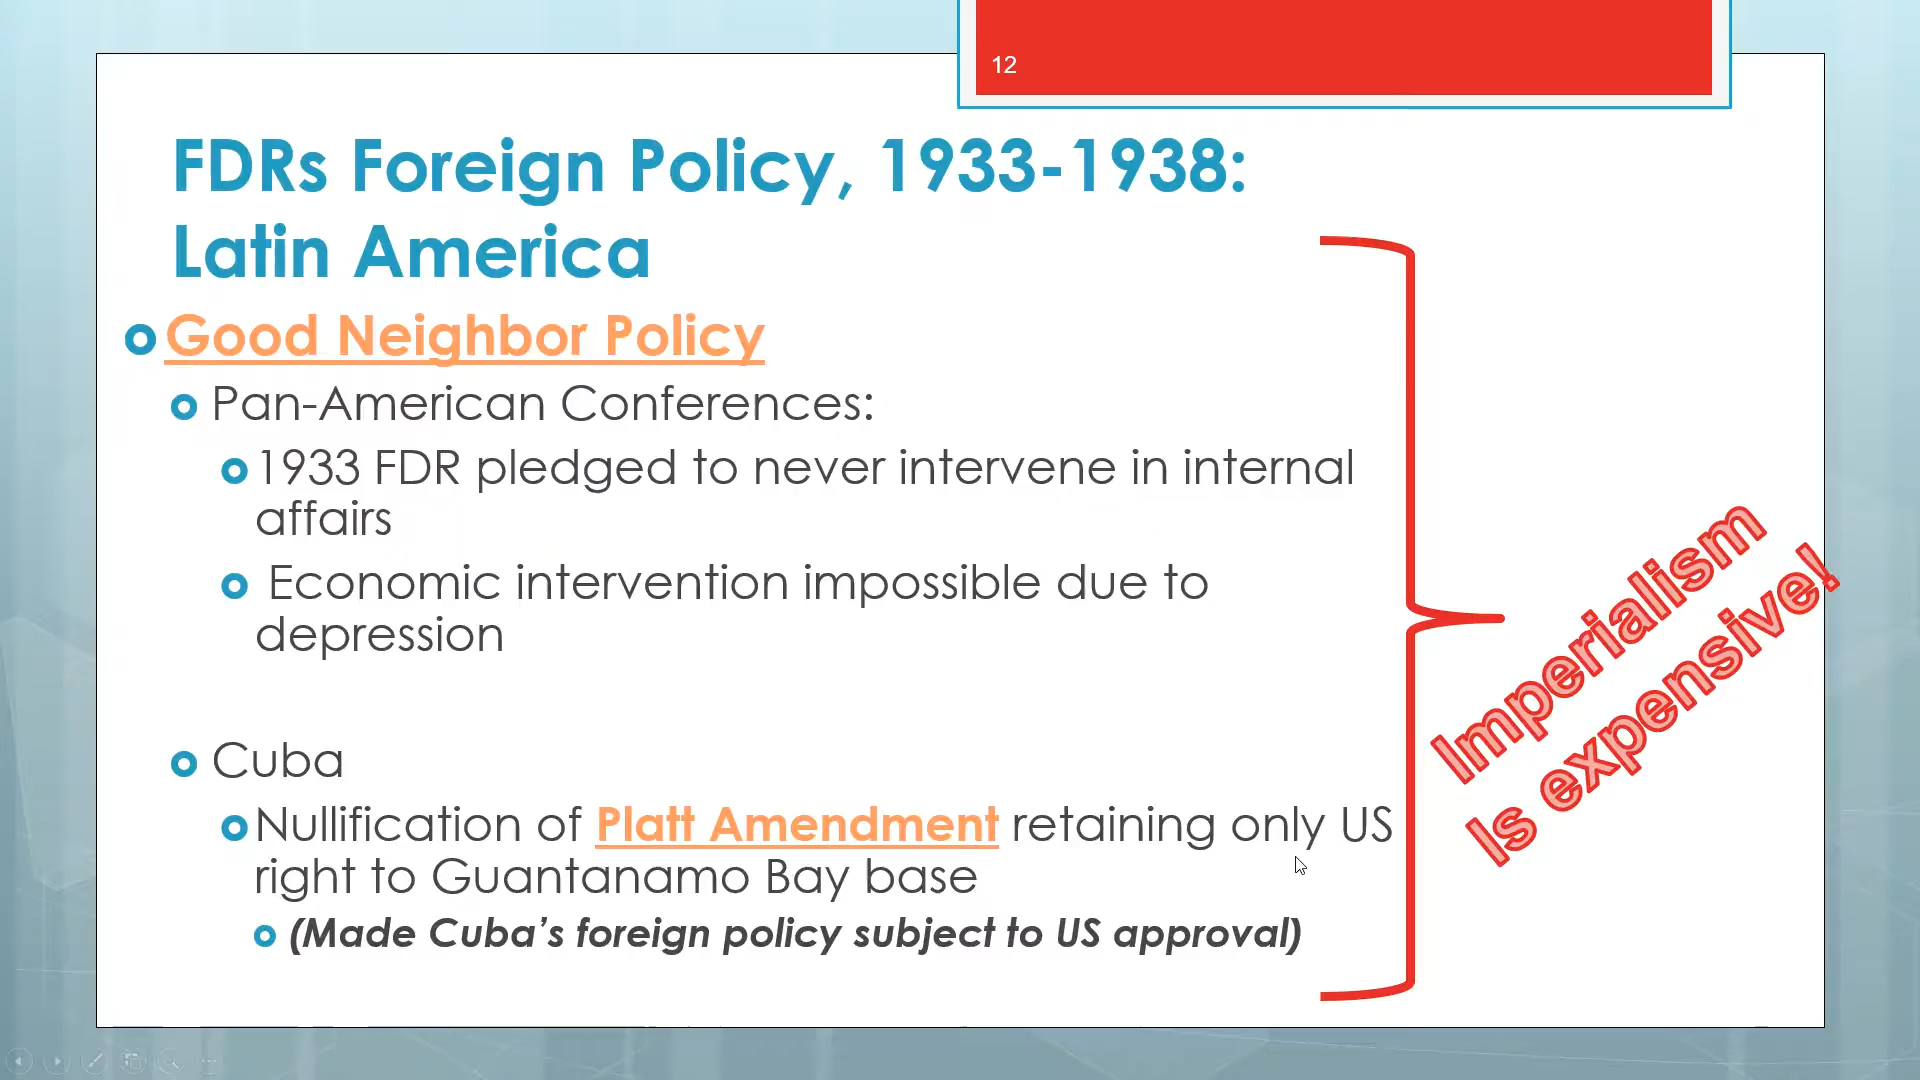 12
FDRs Foreign Policy, 1933-1938:
Latin America
Good Neighbor Policy
Pan-American Conferences:
1933 FDR pledged to never intervene in internal
affairs
Economic intervention impossible due to
depression
Cuba
Nullification of Platt Amendment retaining only US
right to Guantanamo Bay base
(Made Cuba’s foreign policy subject to US approval)
Imperialism
Is expensive!